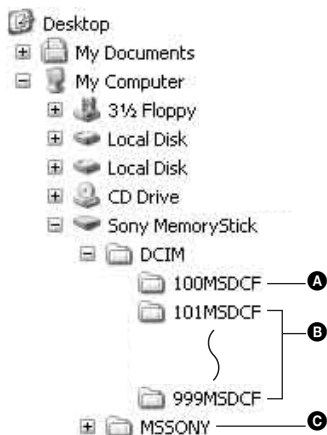 Desktop
My Documents
My Computer
3½ Floppy
Local Disk
Local Disk
CD Drive
Sony MemoryStick
DCIM
100MSDCF A
101MSDCF
B
999MSDCF
MSSONY C